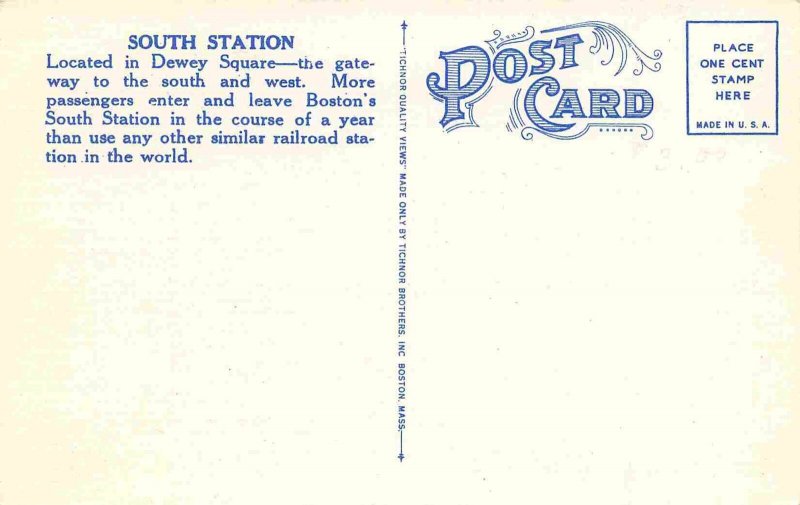 SOUTH STATION
Located in Dewey Square—the gate-
way to the south and west. More
passengers enter and leave Boston's
South Station in the course of a year
than use any other similar railroad sta-
tion in the world.
"TICHNOR QUALITY VIEWS" MADE ONLY BY TICHNOR BROTHERS, INC. BOSTON, MASS.
POST
CARD
PLACE
ONE CENT
STAMP
HERE
MADE IN U. S. A.